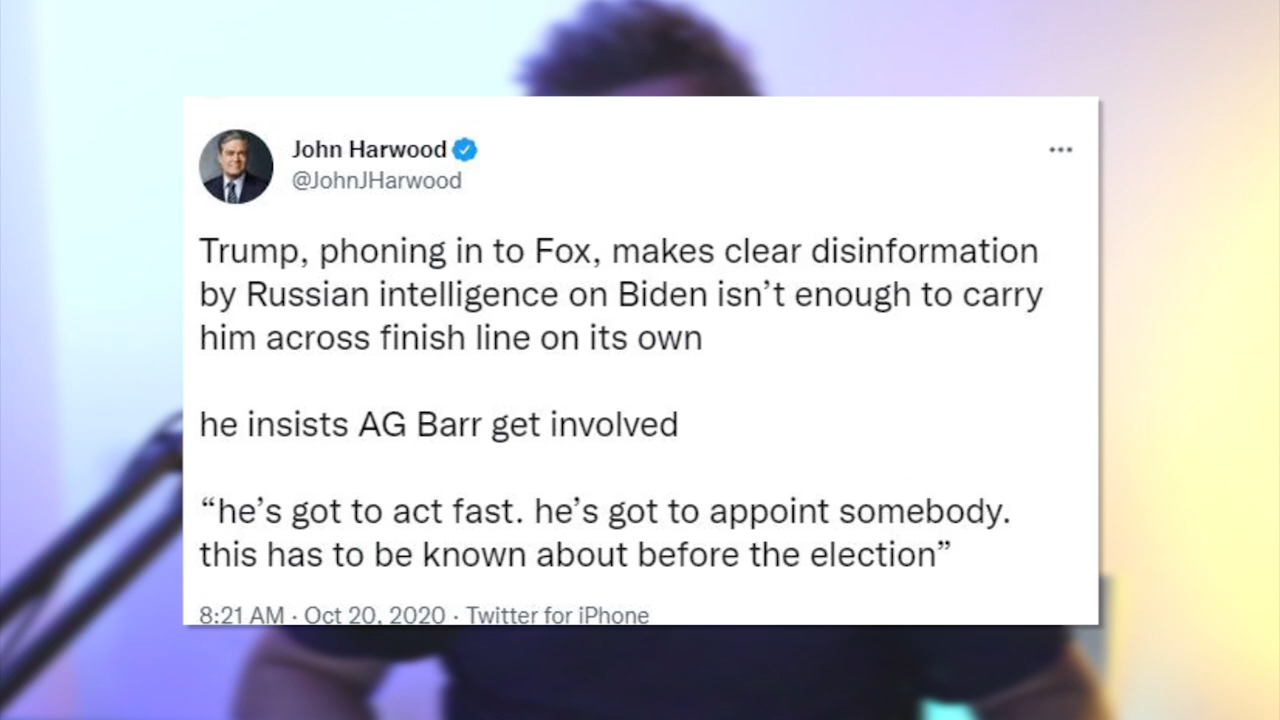 John Harwood
@JohnJHarwood
Trump, phoning in to Fox, makes clear disinformation
by Russian intelligence on Biden isn’t enough to carry
him across finish line on its own
he insists AG Barr get involved
“he’s got to act fast. he’s got to appoint somebody.
this has to be known about before the election”
8:21 AM · Oct 20, 2020 · Twitter for iPhone